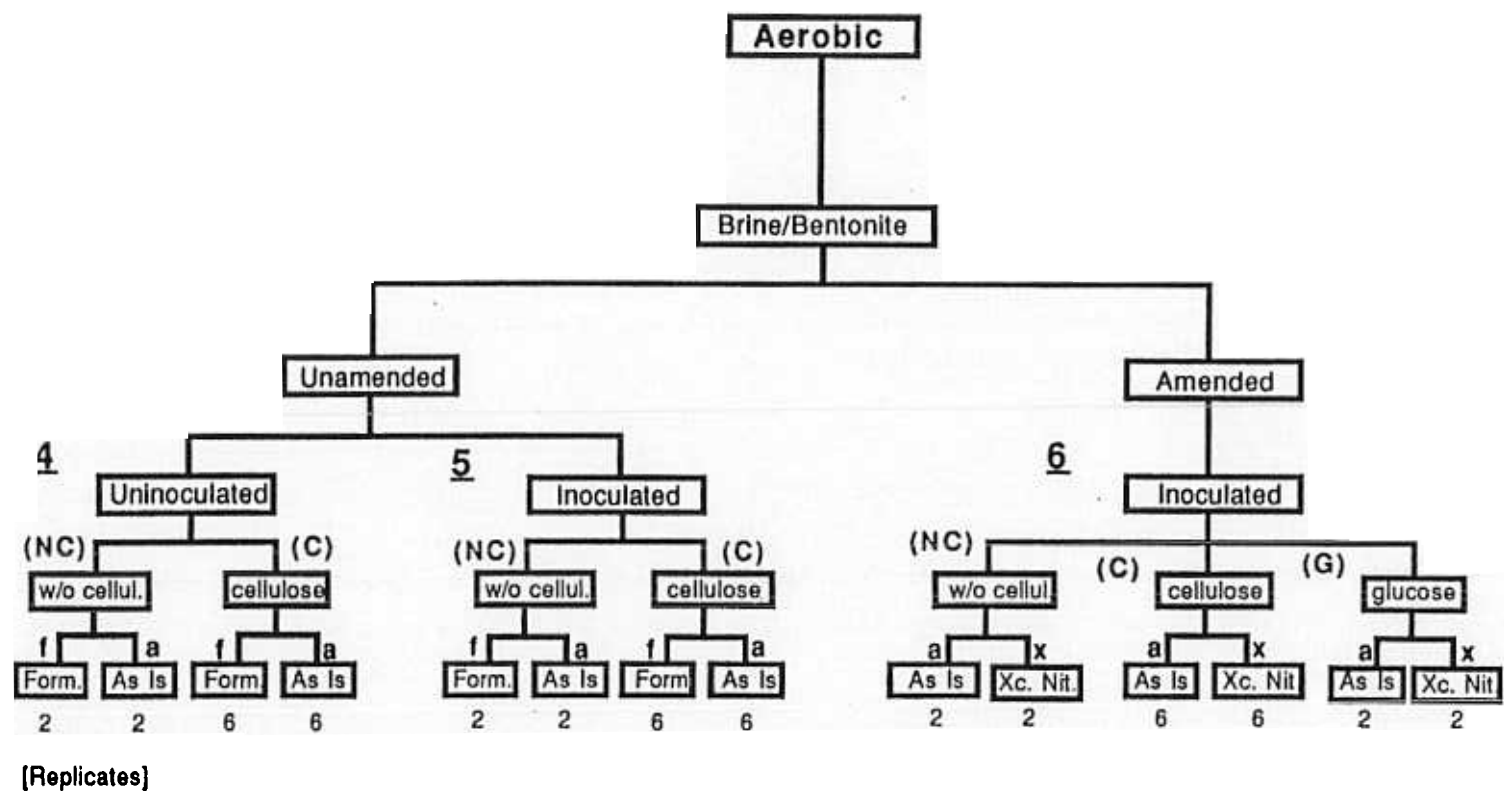 Aerobic
Brine/Bentonite
Unamended
Amended
4
5
6
Uninoculated
Inoculated
Inoculated
(NC)
(C)
(NC)
(C)
(NC)
(C)
(G)
w/o cellul.
cellulose
w/o cellul.
cellulose
w/o cellul.
cellulose
glucose
f
a
f
a
f
a
f
a
a
x
a
x
a
x
Form.
As Is
Form.
As Is
Form.
As Is
Form
As Is
As Is
Xc. Nit.
As Is
Xc. Nit
As Is
Xc. Nit.
2
2
6
6
2
2
6
6
2
2
6
6
2
2
[Replicates]